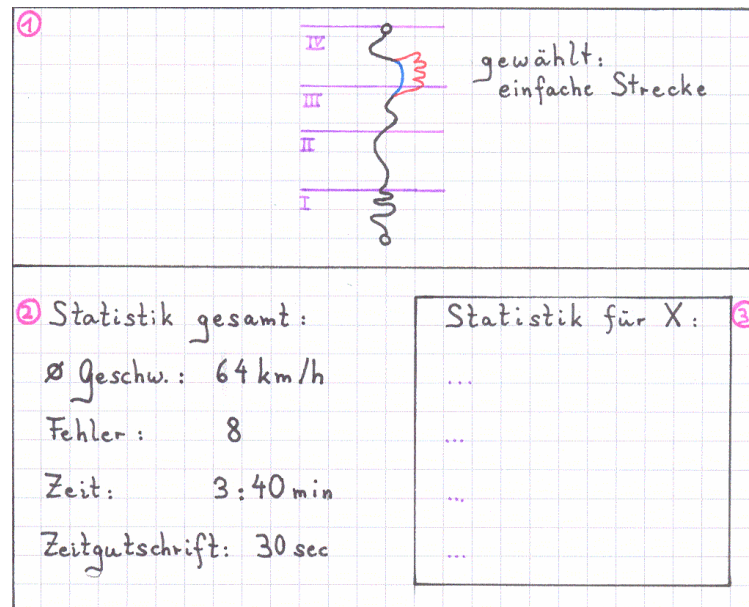 1
IV
gewählt:
einfache Strecke
III
II
I
2 Statistik gesamt:
Ø Geschw.: 64 km/h
Fehler: 8
Zeit: 3:40 min
Zeitgutschrift: 30 sec
Statistik für X: 3
...
...
...
...